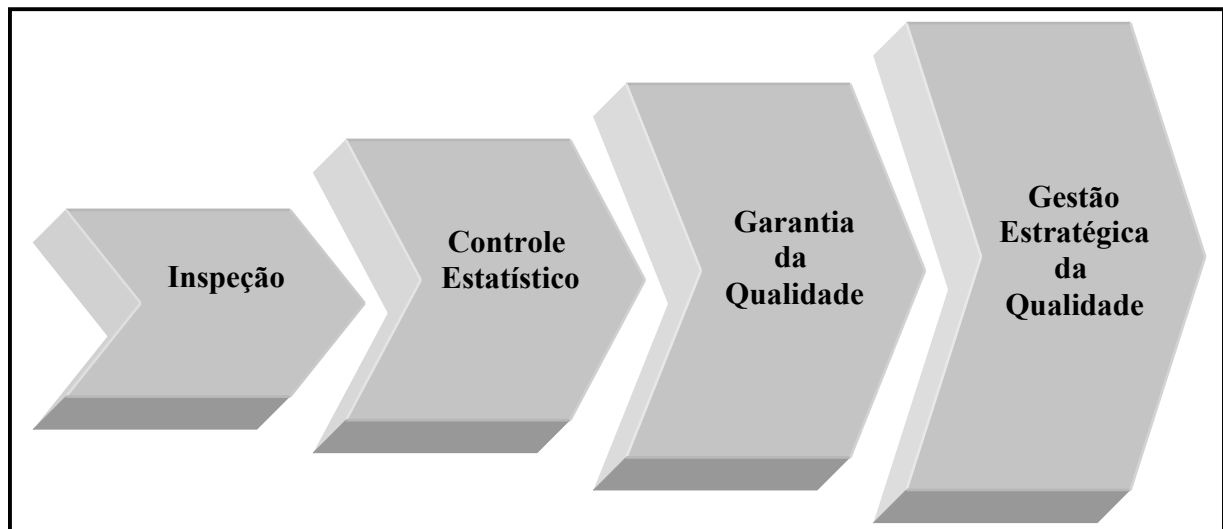 Inspeção
Controle
Estatístico
Garantia
da
Qualidade
Gestão
Estratégica
da
Qualidade